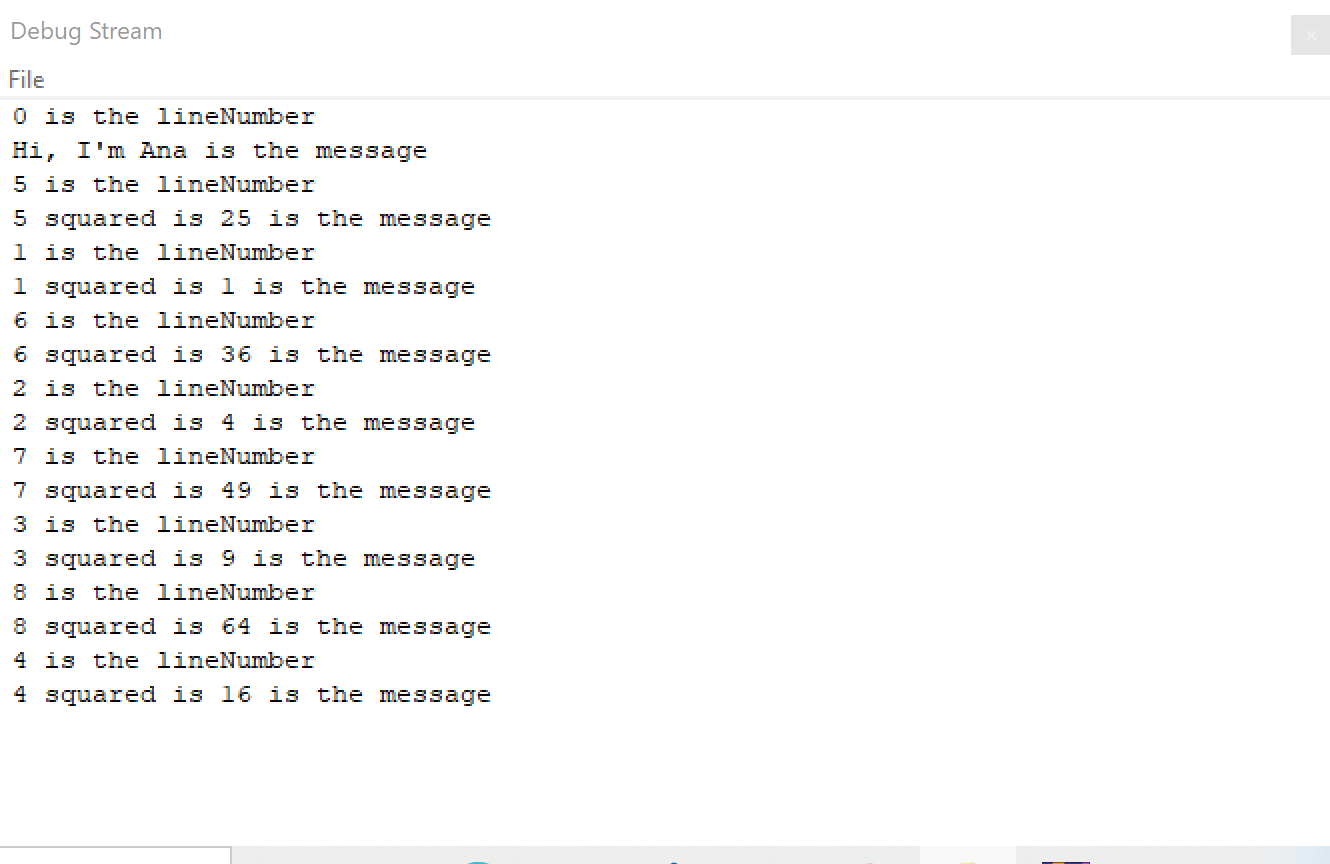 Debug Stream
File
0 is the lineNumber
Hi, I'm Ana is the message
5 is the lineNumber
5 squared is 25 is the message
1 is the lineNumber
1 squared is 1 is the message
6 is the lineNumber
6 squared is 36 is the message
2 is the lineNumber
2 squared is 4 is the message
7 is the lineNumber
7 squared is 49 is the message
3 is the lineNumber
3 squared is 9 is the message
8 is the lineNumber
8 squared is 64 is the message
4 is the lineNumber
4 squared is 16 is the message